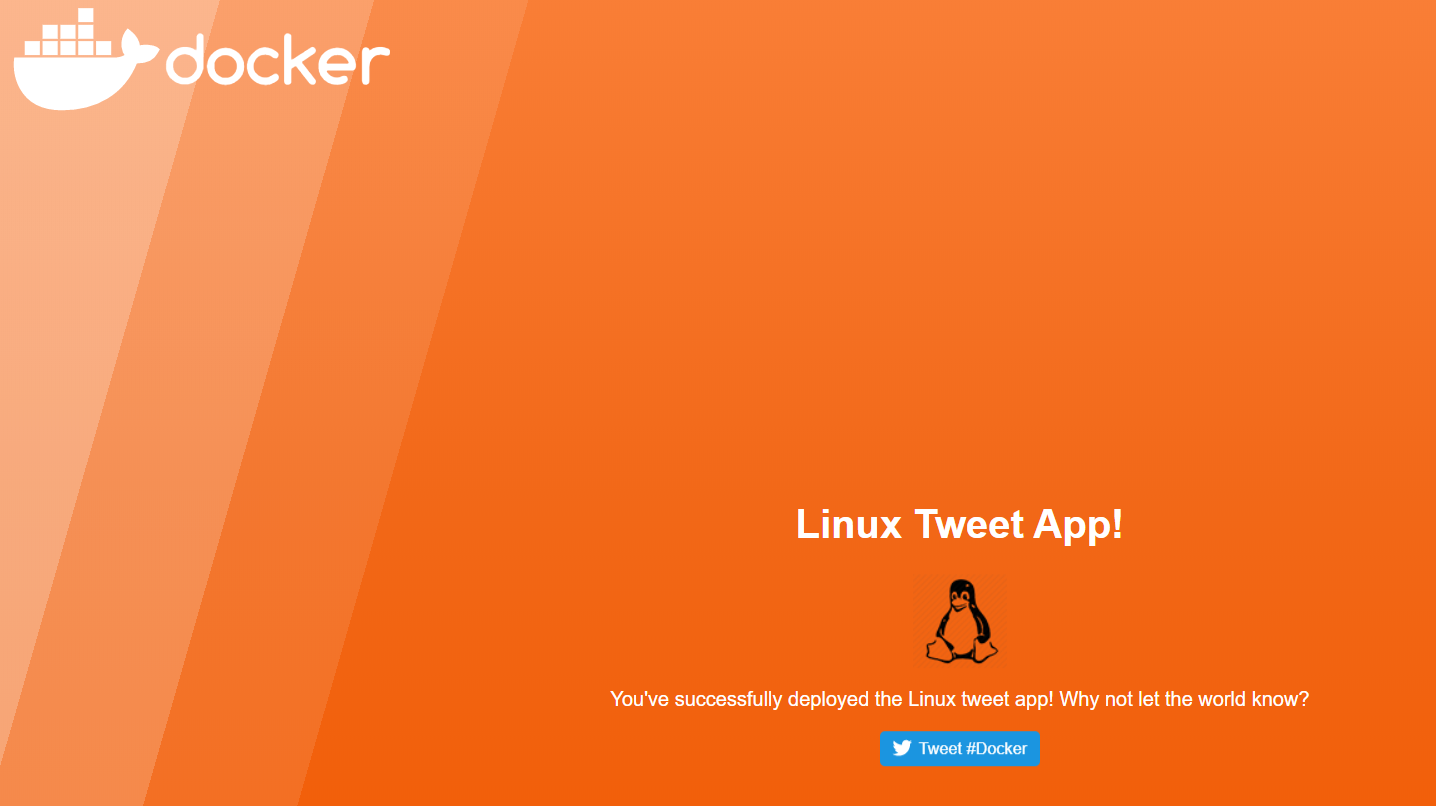 docker
Linux Tweet App!
You've successfully deployed the Linux tweet app! Why not let the world know?
Tweet #Docker